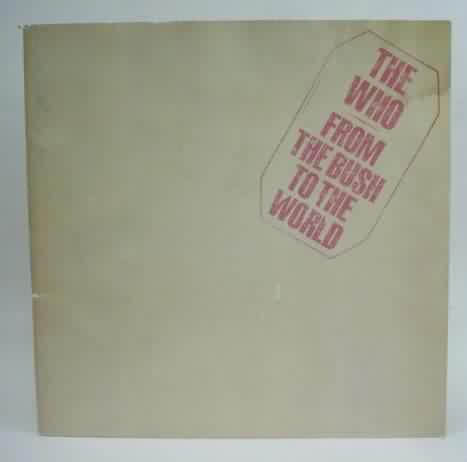 THE
WHO
FROM
THE BUSH
TO THE
WORLD